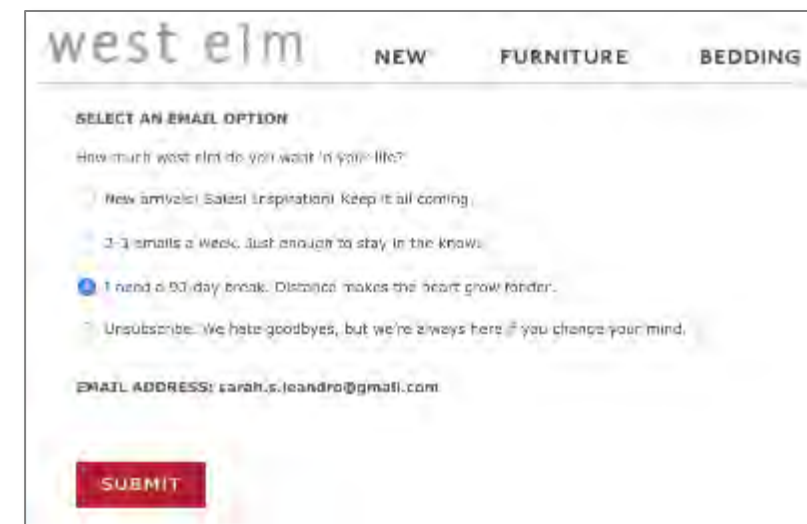 west elm
NEW FURNITURE BEDDING
SELECT AN EMAIL OPTION
How much west elm do you want in your life?
New arrivals! Sales! Inspiration! Keep it all coming.
2-3 emails a week. Just enough to stay in the know.
I need a day break. Distance makes the heart grow fonder.
Unsubscribe. We hate goodbyes, but we're always here if you change your mind.
EMAIL ADDRESS: sarah.s.leandro@gmail.com
SUBMIT